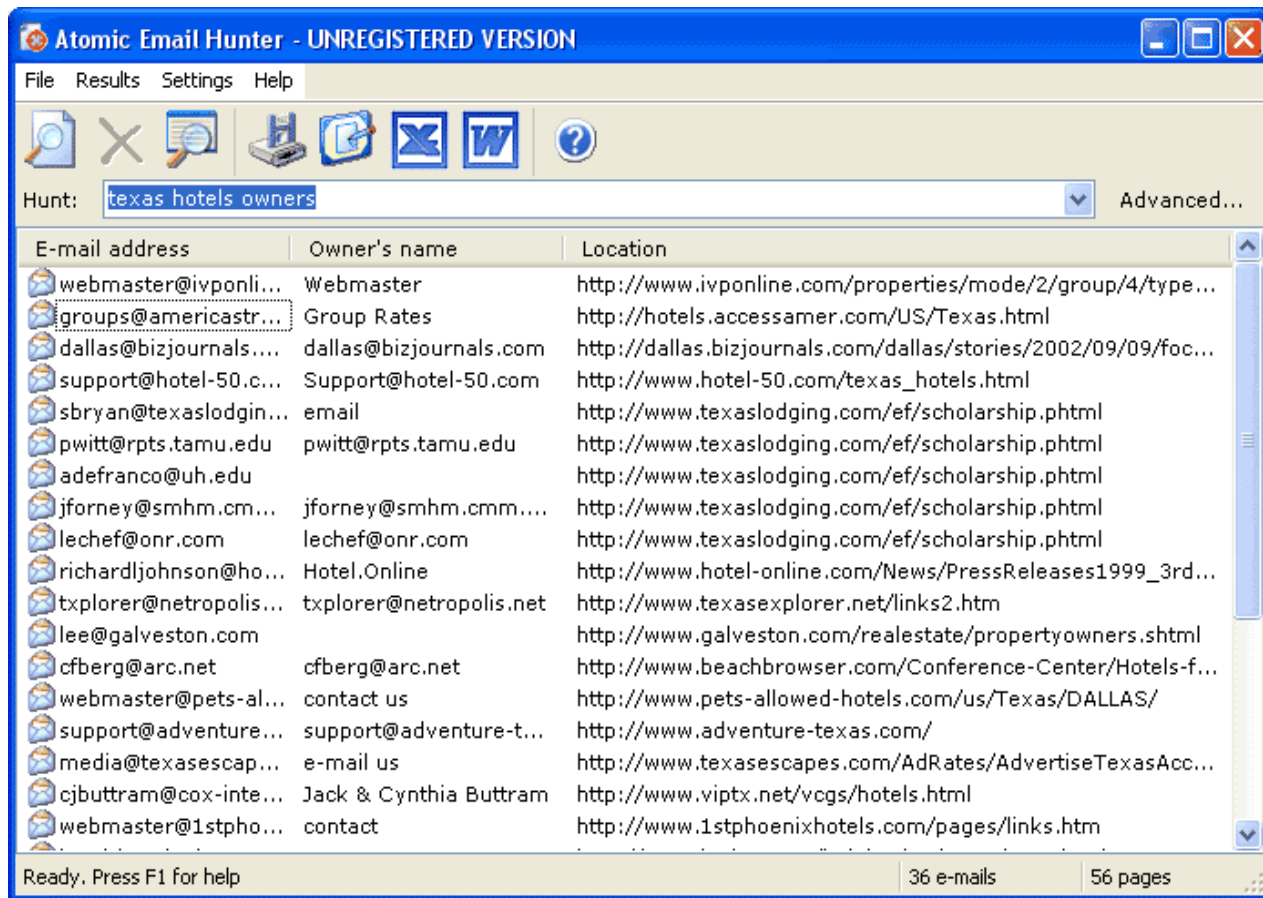 Atomic Email Hunter - UNREGISTERED VERSION
File Results Settings Help
Hunt: texas hotels owners Advanced...
E-mail address Owner's name Location
webmaster@ivponli... Webmaster http://www.ivponline.com/properties/mode/2/group/4/type...
groups@americastr... Group Rates http://hotels.accessamer.com/US/Texas.html
dallas@bizjournals.... dallas@bizjournals.com http://dallas.bizjournals.com/dallas/stories/2002/09/09/foc...
support@hotel-50.c... Support@hotel-50.com http://www.hotel-50.com/texas_hotels.html
sbryan@texaslodgin... email http://www.texaslodging.com/ef/scholarship.phtml
pwitt@rpts.tamu.edu pwitt@rpts.tamu.edu http://www.texaslodging.com/ef/scholarship.phtml
adefranco@uh.edu http://www.texaslodging.com/ef/scholarship.phtml
jforney@smhm.cm... jforney@smhm.cmm.... http://www.texaslodging.com/ef/scholarship.phtml
lechef@onr.com lechef@onr.com http://www.texaslodging.com/ef/scholarship.phtml
richardljohnson@ho... Hotel.Online http://www.hotel-online.com/News/PressReleases1999_3rd...
txplorer@netropolis... txplorer@netropolis.net http://www.texasexplorer.net/links2.htm
lee@galveston.com http://www.galveston.com/realestate/propertyowners.shtml
cfberg@arc.net cfberg@arc.net http://www.beachbrowser.com/Conference-Center/Hotels-f...
webmaster@pets-al... contact us http://www.pets-allowed-hotels.com/us/Texas/DALLAS/
support@adventure... support@adventure-t... http://www.adventure-texas.com/
media@texasescap... e-mail us http://www.texasescapes.com/AdRates/AdvertiseTexasAcc...
cjbuttram@cox-inte... Jack & Cynthia Buttram http://www.viptx.net/vcgs/hotels.html
webmaster@1stpho... contact http://www.1stphoenixhotels.com/pages/links.htm
Ready. Press F1 for help 36 e-mails 56 pages